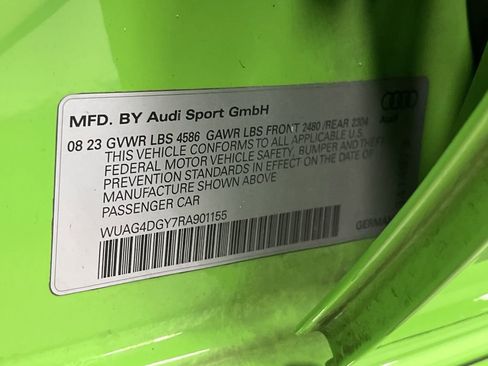 MFD. BY Audi Sport GmbH
08 23 GVWR LBS 4586 GAWR LBS FRONT 2480 /REAR 2304
THIS VEHICLE CONFORMS TO ALL APPLICABLE U.S.
FEDERAL MOTOR VEHICLE SAFETY, BUMPER AND THEFT
PREVENTION STANDARDS IN EFFECT ON THE DATE OF
MANUFACTURE SHOWN ABOVE
PASSENGER CAR
WUAG4DGY7RA901155
Audi